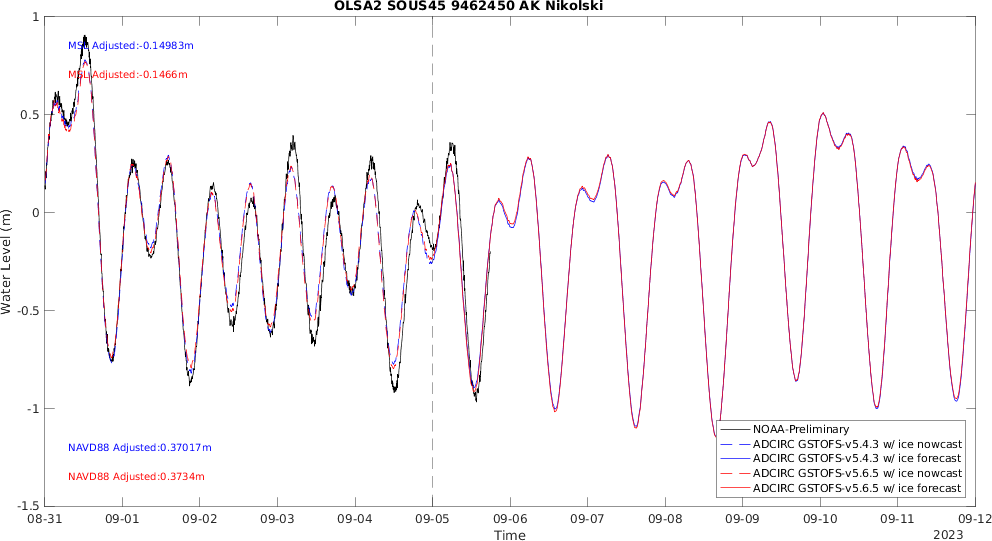 OLSA2 SOUS45 9462450 AK Nikolski
MSL Adjusted:-0.14983m
MSL Adjusted:-0.1466m
NAVD88 Adjusted:0.37017m
NAVD88 Adjusted:0.3734m
Water Level (m)
1
0.5
0
-0.5
-1
-1.5
NOAA-Preliminary
ADCIRC GSTOFS-v5.4.3 w/ ice nowcast
ADCIRC GSTOFS-v5.4.3 w/ ice forecast
ADCIRC GSTOFS-v5.6.5 w/ ice nowcast
ADCIRC GSTOFS-v5.6.5 w/ ice forecast
08-31 09-01 09-02 09-03 09-04 09-05 09-06 09-07 09-08 09-09 09-10 09-11 09-12
Time
2023